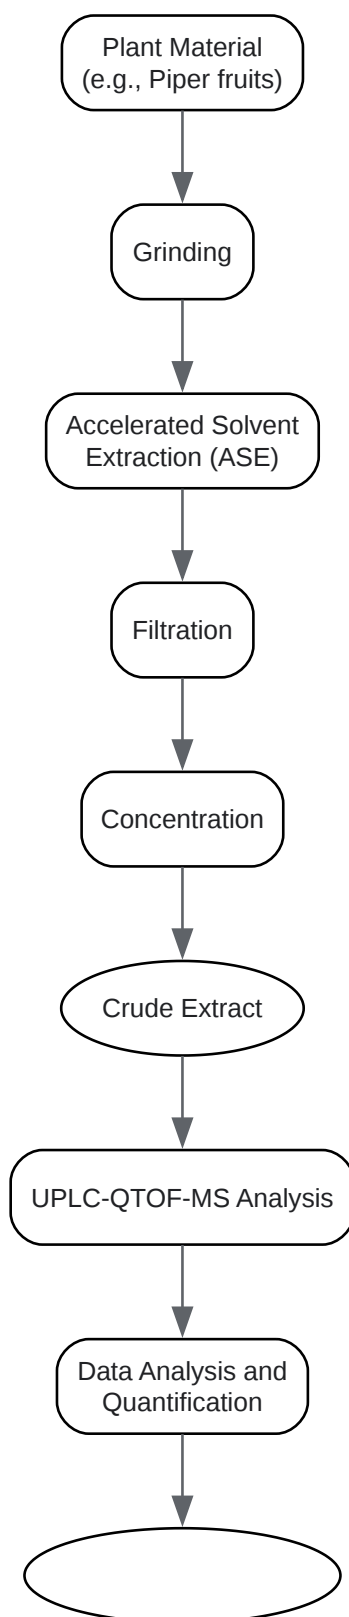 Plant Material
(e.g., Piper fruits)
Grinding
Accelerated Solvent
Extraction (ASE)
Filtration
Concentration
Crude Extract
UPLC-QTOF-MS Analysis
Data Analysis and
Quantification